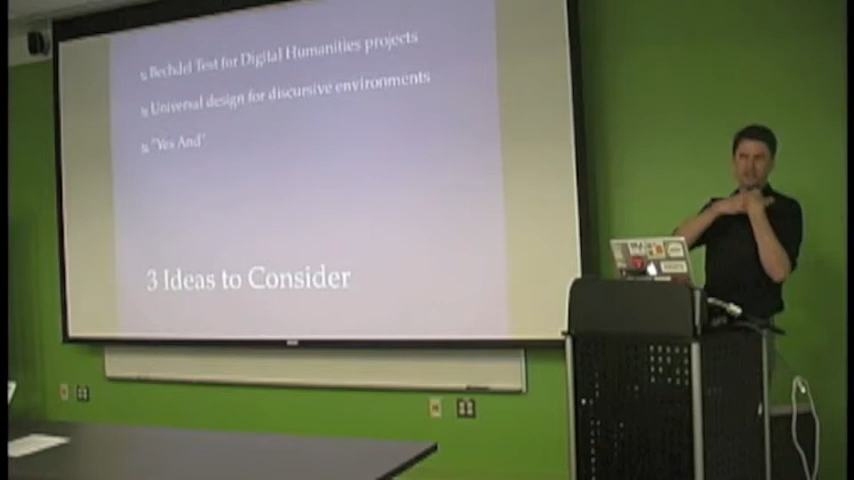 Bechdel Test for Digital Humanities projects
Universal design for discursive environments
"Yes And"
3 Ideas to Consider